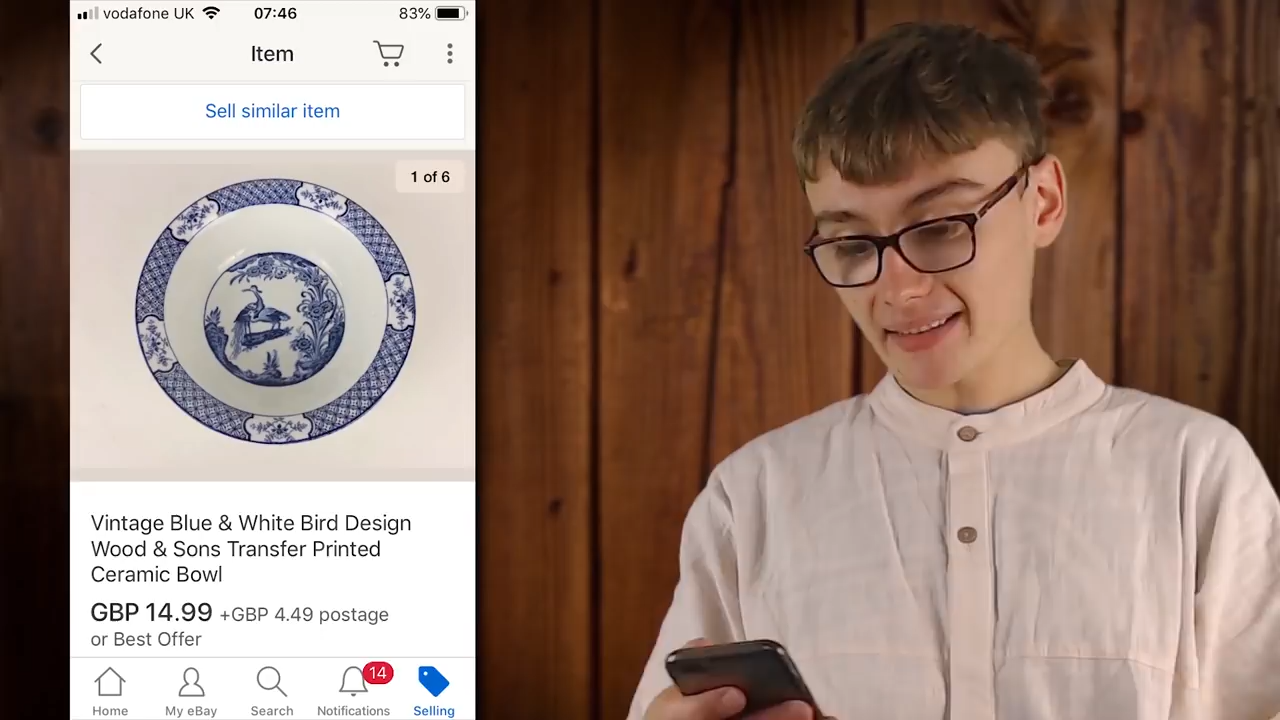 vodafone UK 07:46 83%
Item
Sell similar item
1 of 6
Vintage Blue & White Bird Design
Wood & Sons Transfer Printed
Ceramic Bowl
GBP 14.99 +GBP 4.49 postage
or Best Offer
14
Home My eBay Search Notifications Selling